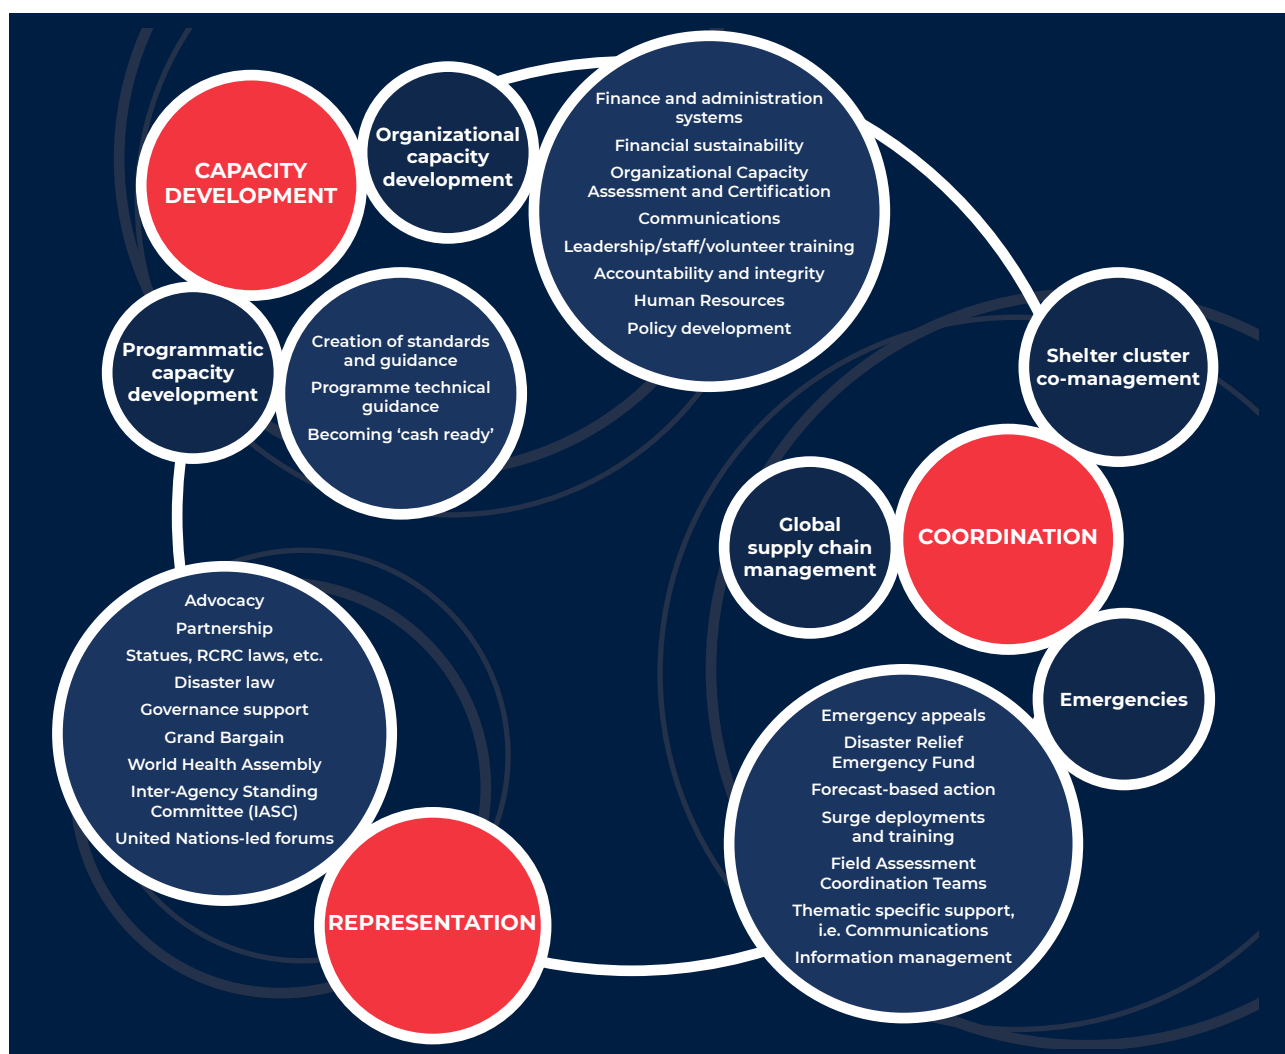 CAPACITY
DEVELOPMENT
Organizational
capacity
development
Finance and administration
systems
Financial sustainability
Organizational Capacity
Assessment and Certification
Communications
Leadership/staff/volunteer training
Accountability and integrity
Human Resources
Policy development
Programmatic
capacity
development
Creation of standards
and guidance
Programme technical
guidance
Becoming ‘cash ready’
Shelter cluster
co-management
COORDINATION
Global
supply chain
management
Emergencies
Emergency appeals
Disaster Relief
Emergency Fund
Forecast-based action
Surge deployments
and training
Field Assessment
Coordination Teams
Thematic specific support,
i.e. Communications
Information management
Advocacy
Partnership
Statues, RCRC laws, etc.
Disaster law
Governance support
Grand Bargain
World Health Assembly
Inter-Agency Standing
Committee (IASC)
United Nations-led forums
REPRESENTATION